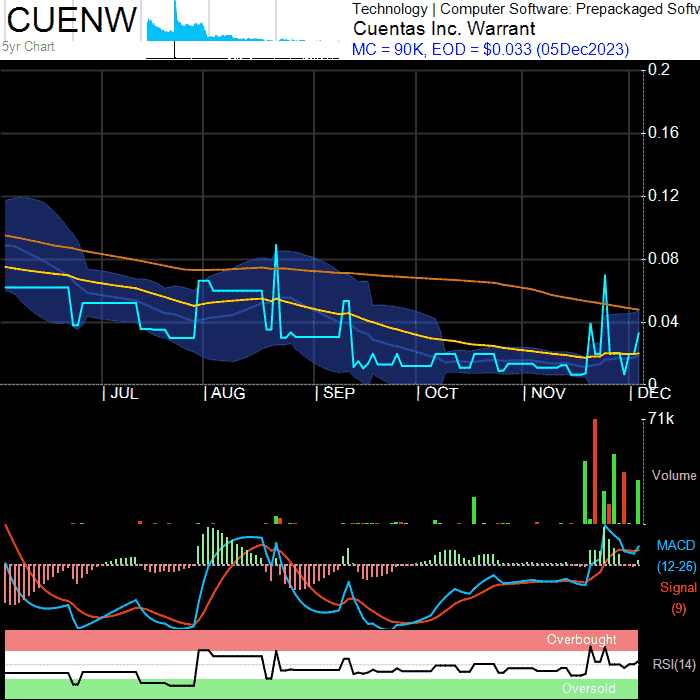 CUENW
5yr Chart
Technology | Computer Software: Prepackaged Softw
Cuentas Inc. Warrant
MC = 90K, EOD = $0.033 (05Dec2023)
0.2
0.16
0.12
0.08
0.04
0
JUL AUG SEP OCT NOV DEC
71k
Volume
MACD
(12-26)
Signal
(9)
Overbought
RSI(14)
Oversold